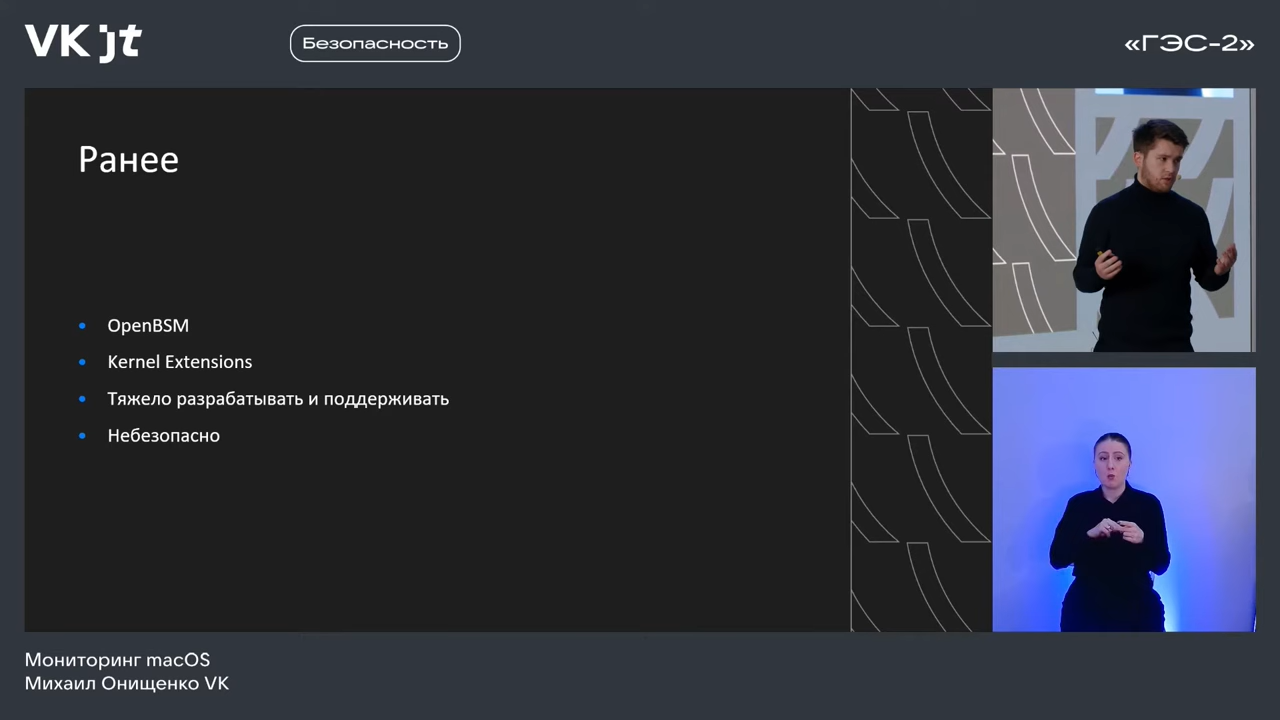 VK jt
Безопасность
«ГЭС-2»
Ранее
OpenBSM
Kernel Extensions
Тяжело разрабатывать и поддерживать
Небезопасно
Мониторинг macOS
Михаил Онищенко VK